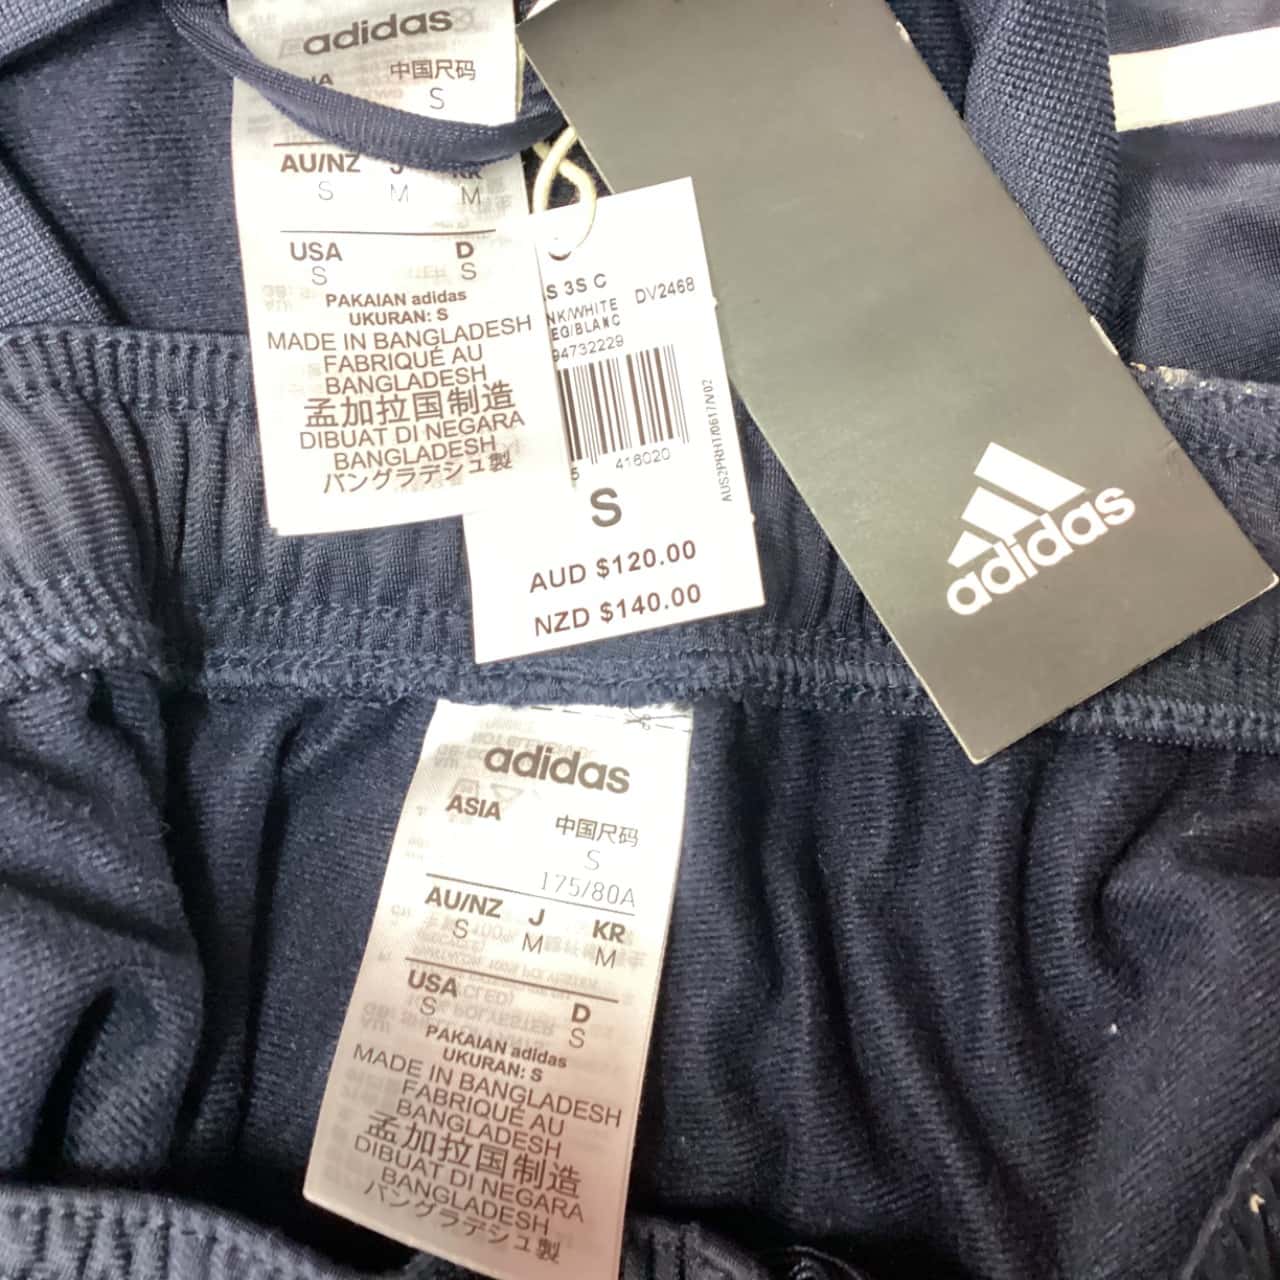 adidas
中国尺码
S
AU/NZ J KR
S M M
USA D
S S
PAKAIAN adidas
UKURAN: S
MADE IN BANGLADESH
FABRIQUÉ AU
BANGLADESH
孟加拉国制造
DIBUAT DI NEGARA
BANGLADESH
バングラデシュ製
S 3S C
NK/WHITE DV2468
EG/BLANC
94732229
5 416020
AUS2PRHT/0617/V02
S
AUD $120.00
NZD $140.00
adidas
adidas
ASIA 中国尺码
S
175/80A
AU/NZ J KR
S M M
USA D
S S
PAKAIAN adidas
UKURAN: S
MADE IN BANGLADESH
FABRIQUÉ AU
BANGLADESH
孟加拉国制造
DIBUAT DI NEGARA
BANGLADESH
バングラデシュ製